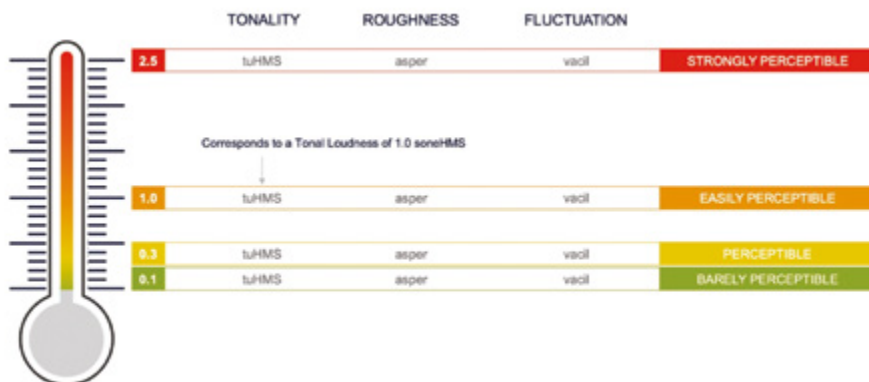 TONALITY ROUGHNESS FLUCTUATION
2.5 tuHMS asper vacil STRONGLY PERCEPTIBLE
Corresponds to a Tonal Loudness of 1.0 soneHMS
1.0 tuHMS asper vacil EASILY PERCEPTIBLE
0.3 tuHMS asper vacil PERCEPTIBLE
0.1 tuHMS asper vacil BARELY PERCEPTIBLE